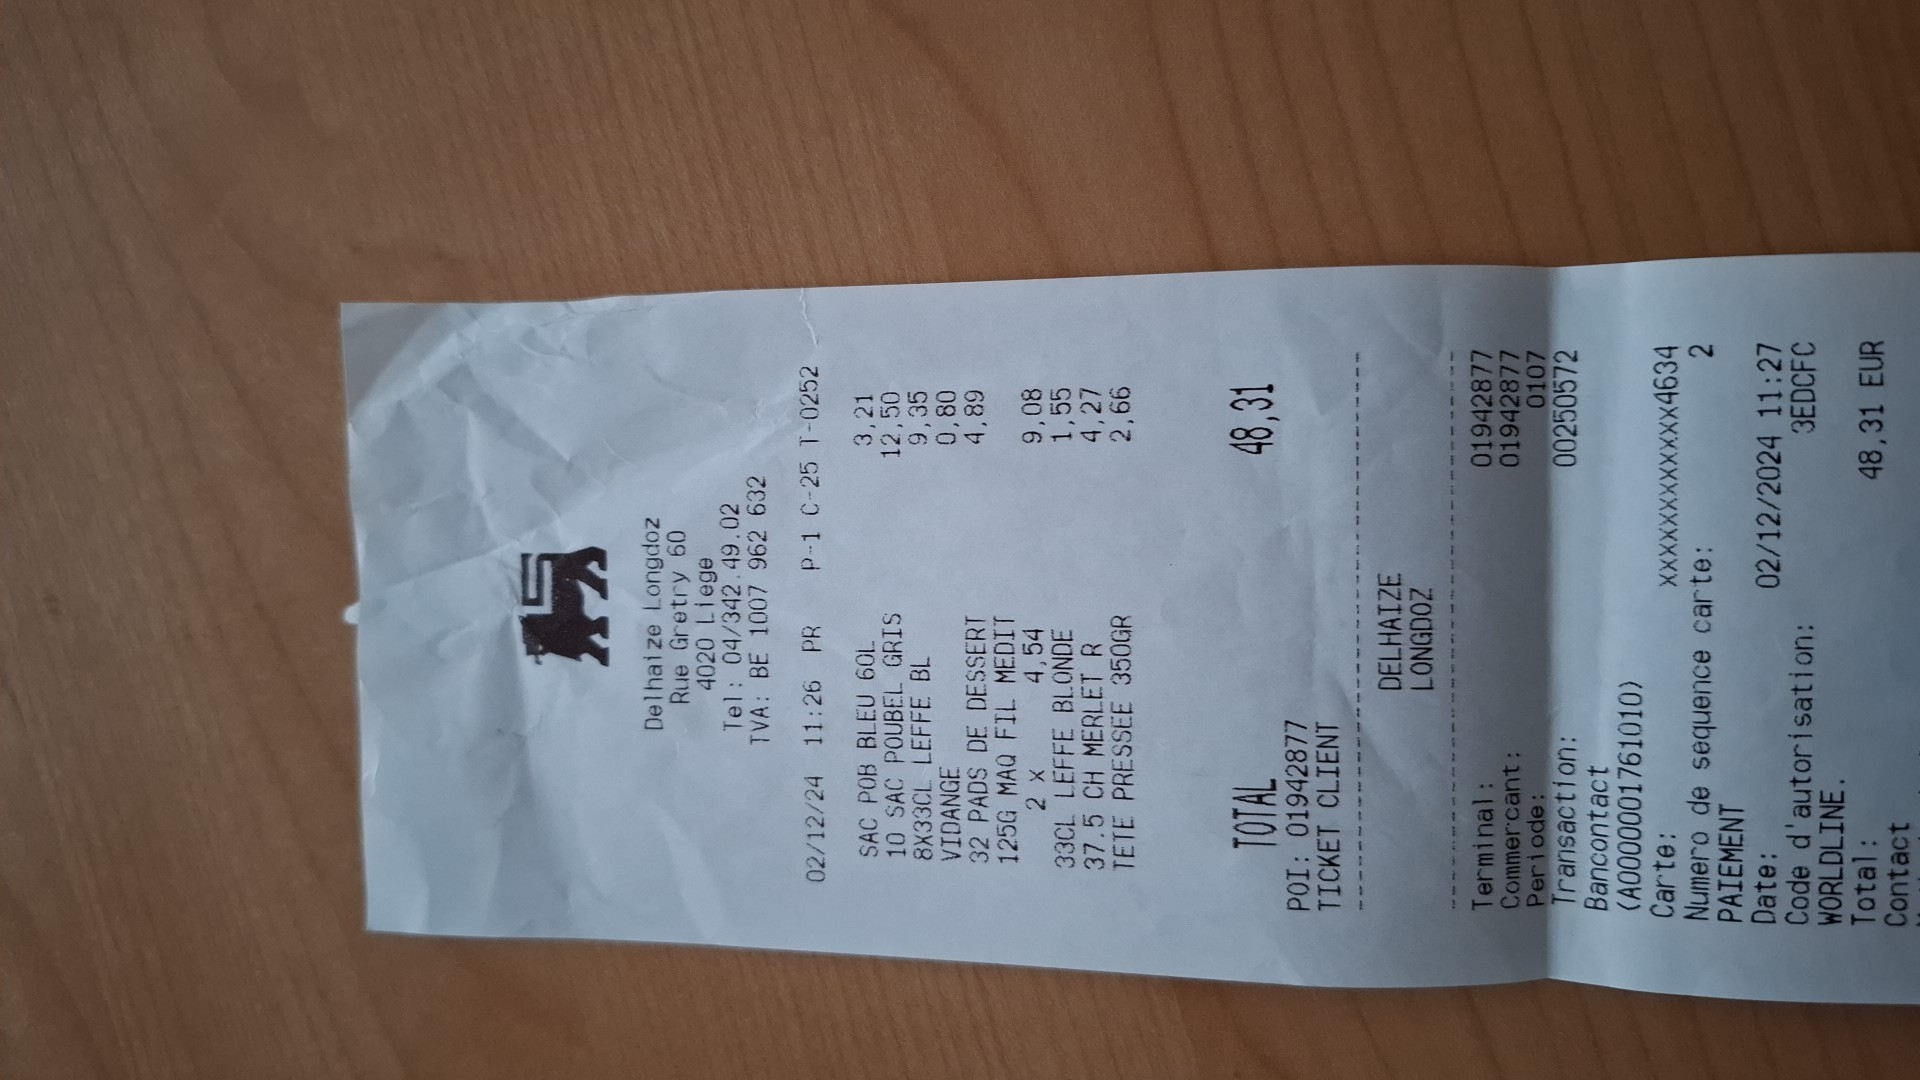 Delhaize Longdoz
Rue Gretry 60
4020 Liege
Tel: 04/342.49.02
TVA: BE 1007 962 632
02/12/24 11:26 PR P-1 C-25 T-0252
SAC POB BLEU 60L 3,21
10 SAC POUBEL GRIS 12,50
8X33CL LEFFE BL 9,35
VIDANGE 0,80
32 PADS DE DESSERT 4,89
125G MAQ FIL MEDIT
2 x 4,54 9,08
33CL LEFFE BLONDE 1,55
37.5 CH MERLET R 4,27
TETE PRESSEE 350GR 2,66
TOTAL 48,31
POI: 01942877
TICKET CLIENT
DELHAIZE
LONGDOZ
Terminal: 01942877
Commercant: 01942877
Periode: 0107
Transaction: 00250572
Bancontact
(A0000001761010)
Carte: xxxxxxxxxxxxx4634
Numero de sequence carte: 2
PAIEMENT
Date: 02/12/2024 11:27
Code d'autorisation: 3EDCFC
WORLDLINE.
Total: 48,31 EUR
Contact